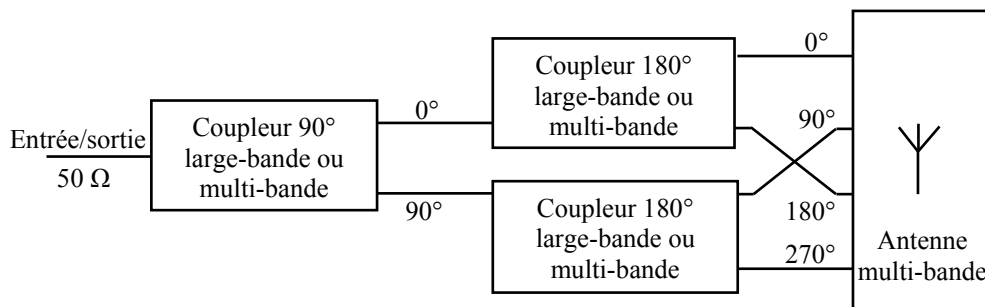 Entrée/sortie
50 Ω
Coupleur 90°
large-bande ou
multi-bande
0°
90°
Coupleur 180°
large-bande ou
multi-bande
Coupleur 180°
large-bande ou
multi-bande
0°
90°
180°
270°
Antenne
multi-bande